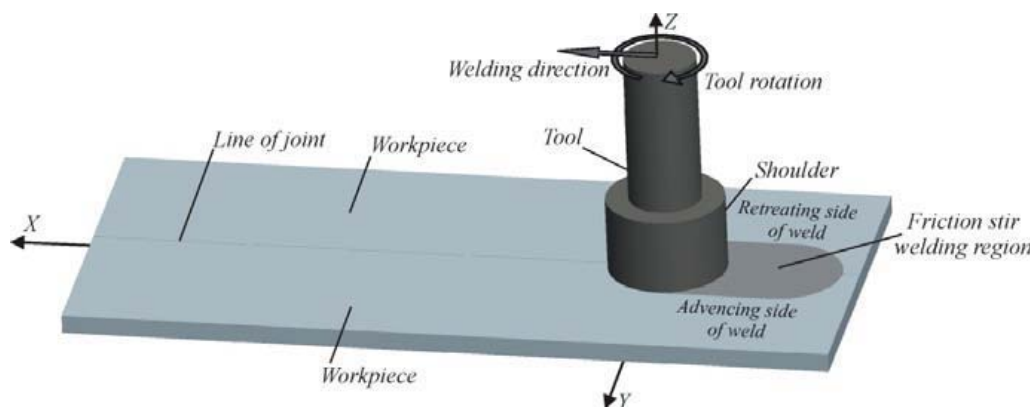 Z
Welding direction
Tool rotation
Line of joint
Workpiece
Tool
Shoulder
X
Retreating side
of weld
Friction stir
welding region
Advencing side
of weld
Workpiece
Y